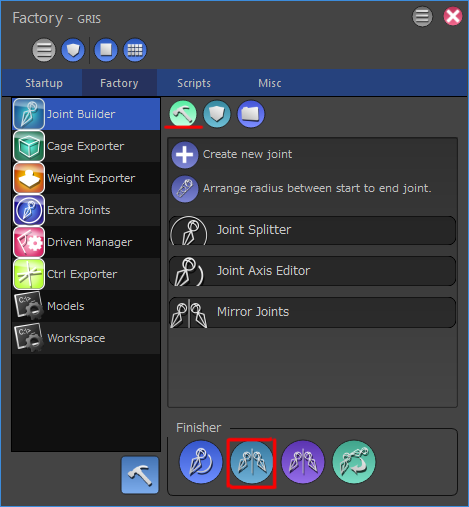 Factory - GRIS
Startup
Factory
Scripts
Misc
Joint Builder
Cage Exporter
Weight Exporter
Extra Joints
Driven Manager
Ctrl Exporter
Models
Workspace
Create new joint
Arrange radius between start to end joint.
Joint Splitter
Joint Axis Editor
Mirror Joints
Finisher